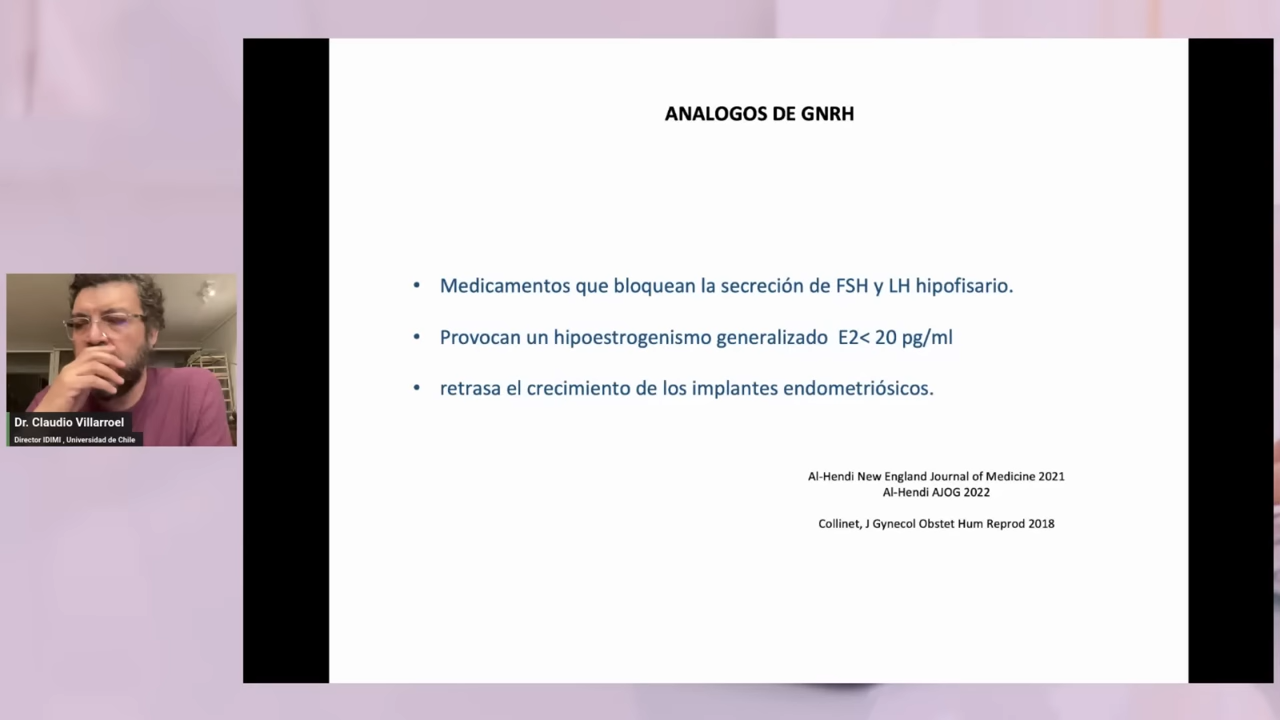 ANALOGOS DE GNRH
• Medicamentos que bloquean la secreción de FSH y LH hipofisario.
• Provocan un hipoestrogenismo generalizado E2< 20 pg/ml
• retrasa el crecimiento de los implantes endometriósicos.
Al-Hendi New England Journal of Medicine 2021
Al-Hendi AJOG 2022
Collinet, J Gynecol Obstet Hum Reprod 2018
Dr. Claudio Villarroel
Director IDIMI , Universidad de Chile